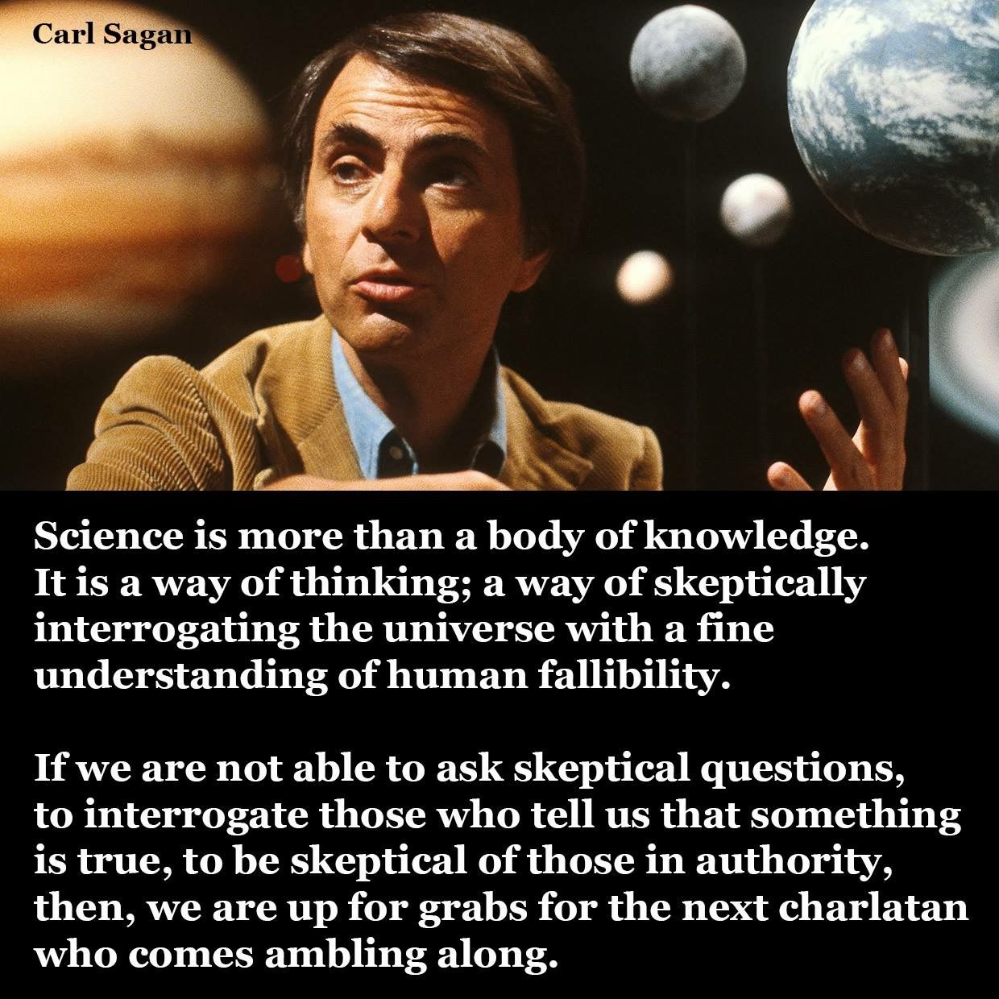 Carl Sagan
Science is more than a body of knowledge.
It is a way of thinking; a way of skeptically
interrogating the universe with a fine
understanding of human fallibility.
If we are not able to ask skeptical questions,
to interrogate those who tell us that something
is true, to be skeptical of those in authority,
then, we are up for grabs for the next charlatan
who comes ambling along.